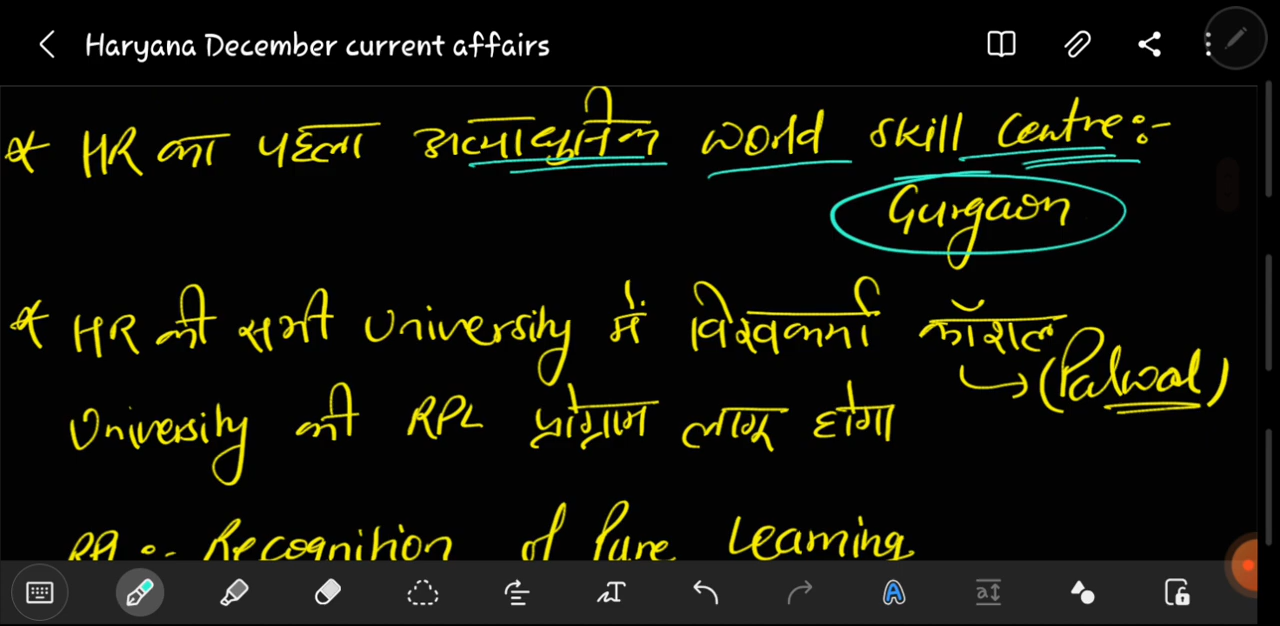 Haryana December current affairs
* HR का पहला अत्याधुनिक world skill centre:-
Gurgaon
* HR की सभी University में विश्वकर्मा कौशल
(Palwal)
University की RPL प्रोग्राम लागू होगा
Recognition of Pure Learning